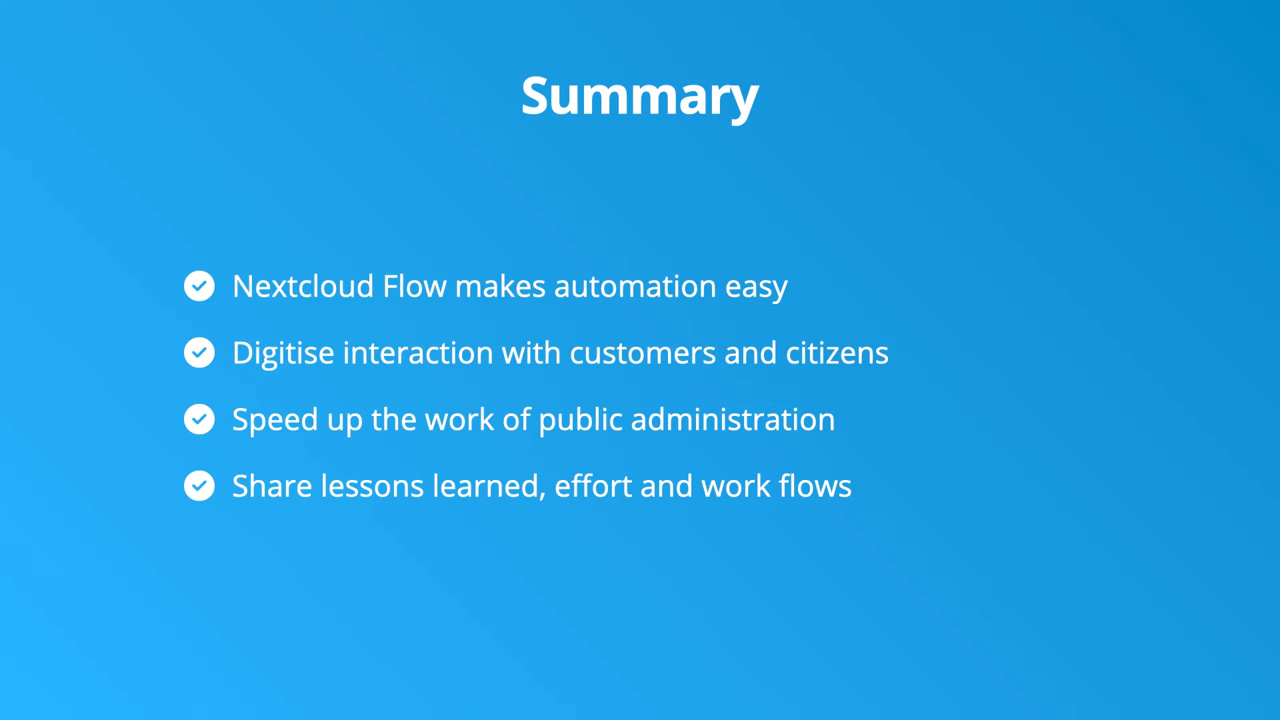 Summary
Nextcloud Flow makes automation easy
Digitise interaction with customers and citizens
Speed up the work of public administration
Share lessons learned, effort and work flows